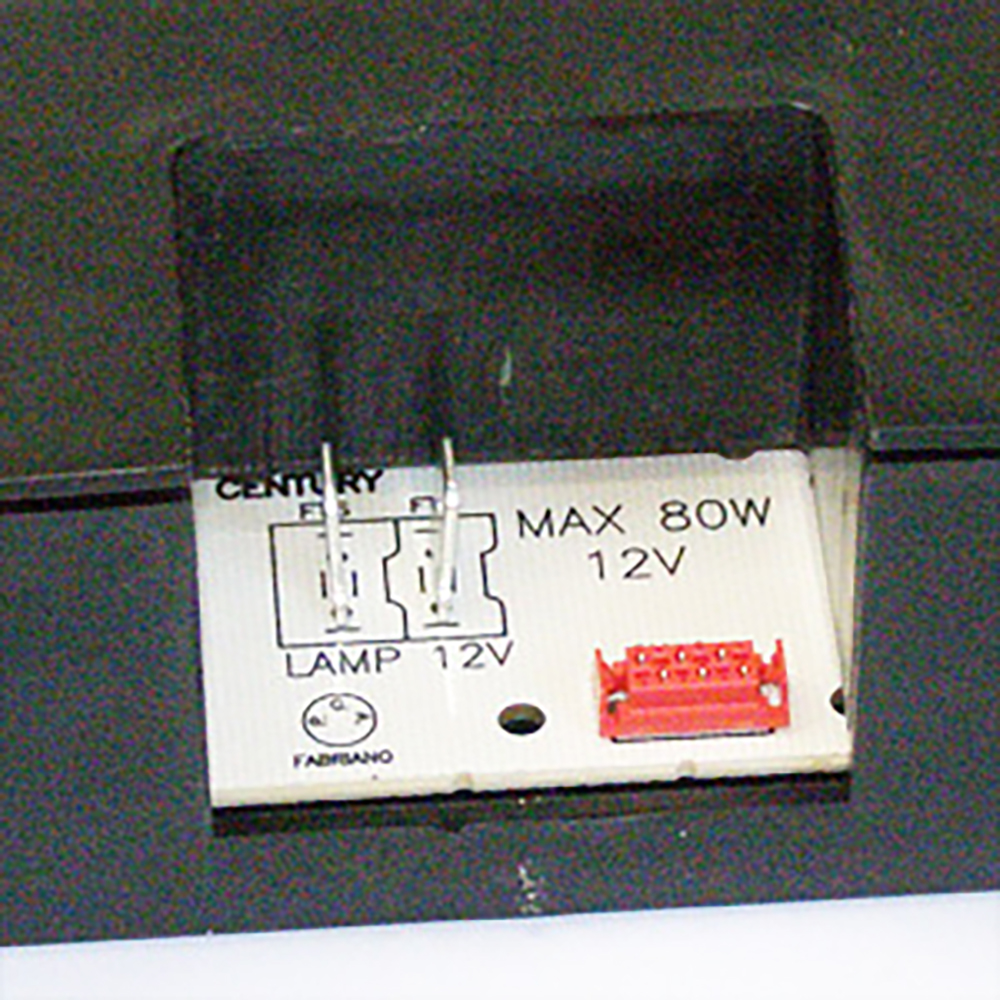 CENTURY
MAX 80W
12V
LAMP 12V
FABRIANO